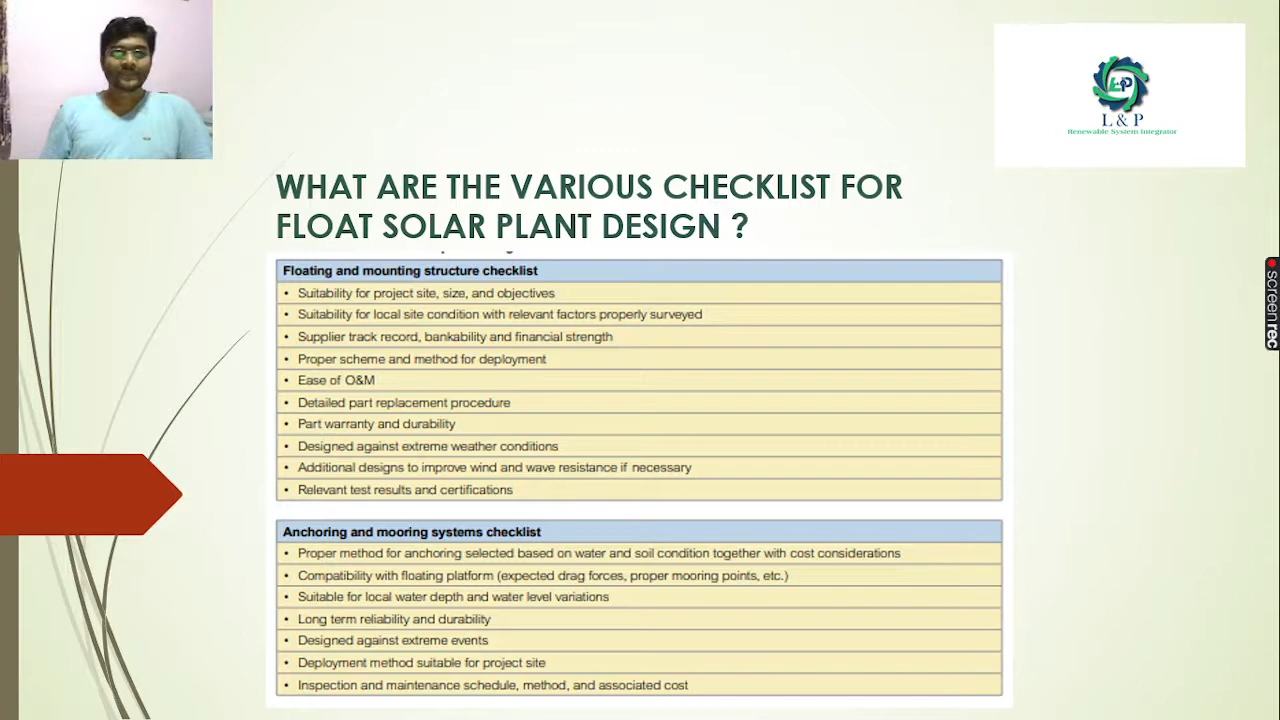 L & P
Renewable System Integrator
WHAT ARE THE VARIOUS CHECKLIST FOR
FLOAT SOLAR PLANT DESIGN ?
Floating and mounting structure checklist
• Suitability for project site, size, and objectives
• Suitability for local site condition with relevant factors properly surveyed
• Supplier track record, bankability and financial strength
• Proper scheme and method for deployment
• Ease of O&M
• Detailed part replacement procedure
• Part warranty and durability
• Designed against extreme weather conditions
• Additional designs to improve wind and wave resistance if necessary
• Relevant test results and certifications
Anchoring and mooring systems checklist
• Proper method for anchoring selected based on water and soil condition together with cost considerations
• Compatibility with floating platform (expected drag forces, proper mooring points, etc.)
• Suitable for local water depth and water level variations
• Long term reliability and durability
• Designed against extreme events
• Deployment method suitable for project site
• Inspection and maintenance schedule, method, and associated cost
screenrec